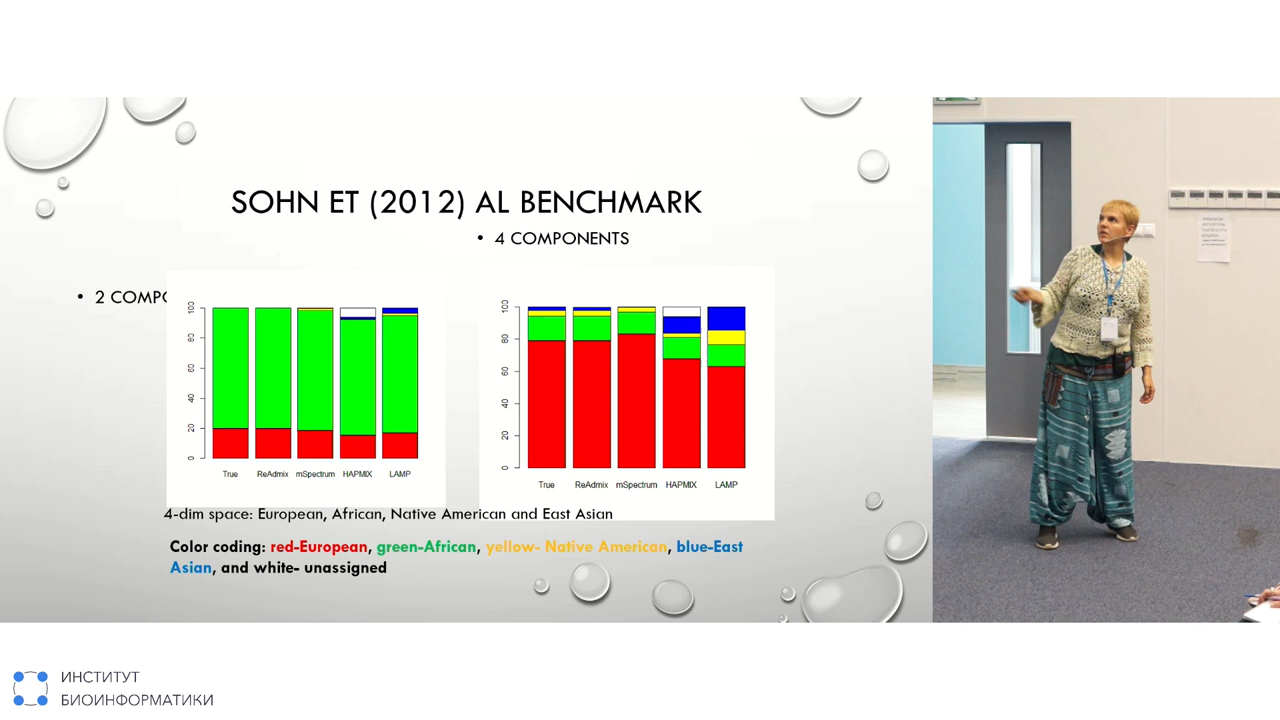 SOHN ET (2012) AL BENCHMARK
• 4 COMPONENTS
• 2 COMPO
100
80
60
40
20
0
True ReAdmix mSpectrum HAPMIX LAMP
100
80
60
40
20
0
True ReAdmix mSpectrum HAPMIX LAMP
4-dim space: European, African, Native American and East Asian
Color coding: red-European, green-African, yellow- Native American, blue-East
Asian, and white- unassigned
ИНСТИТУТ
БИОИНФОРМАТИКИ